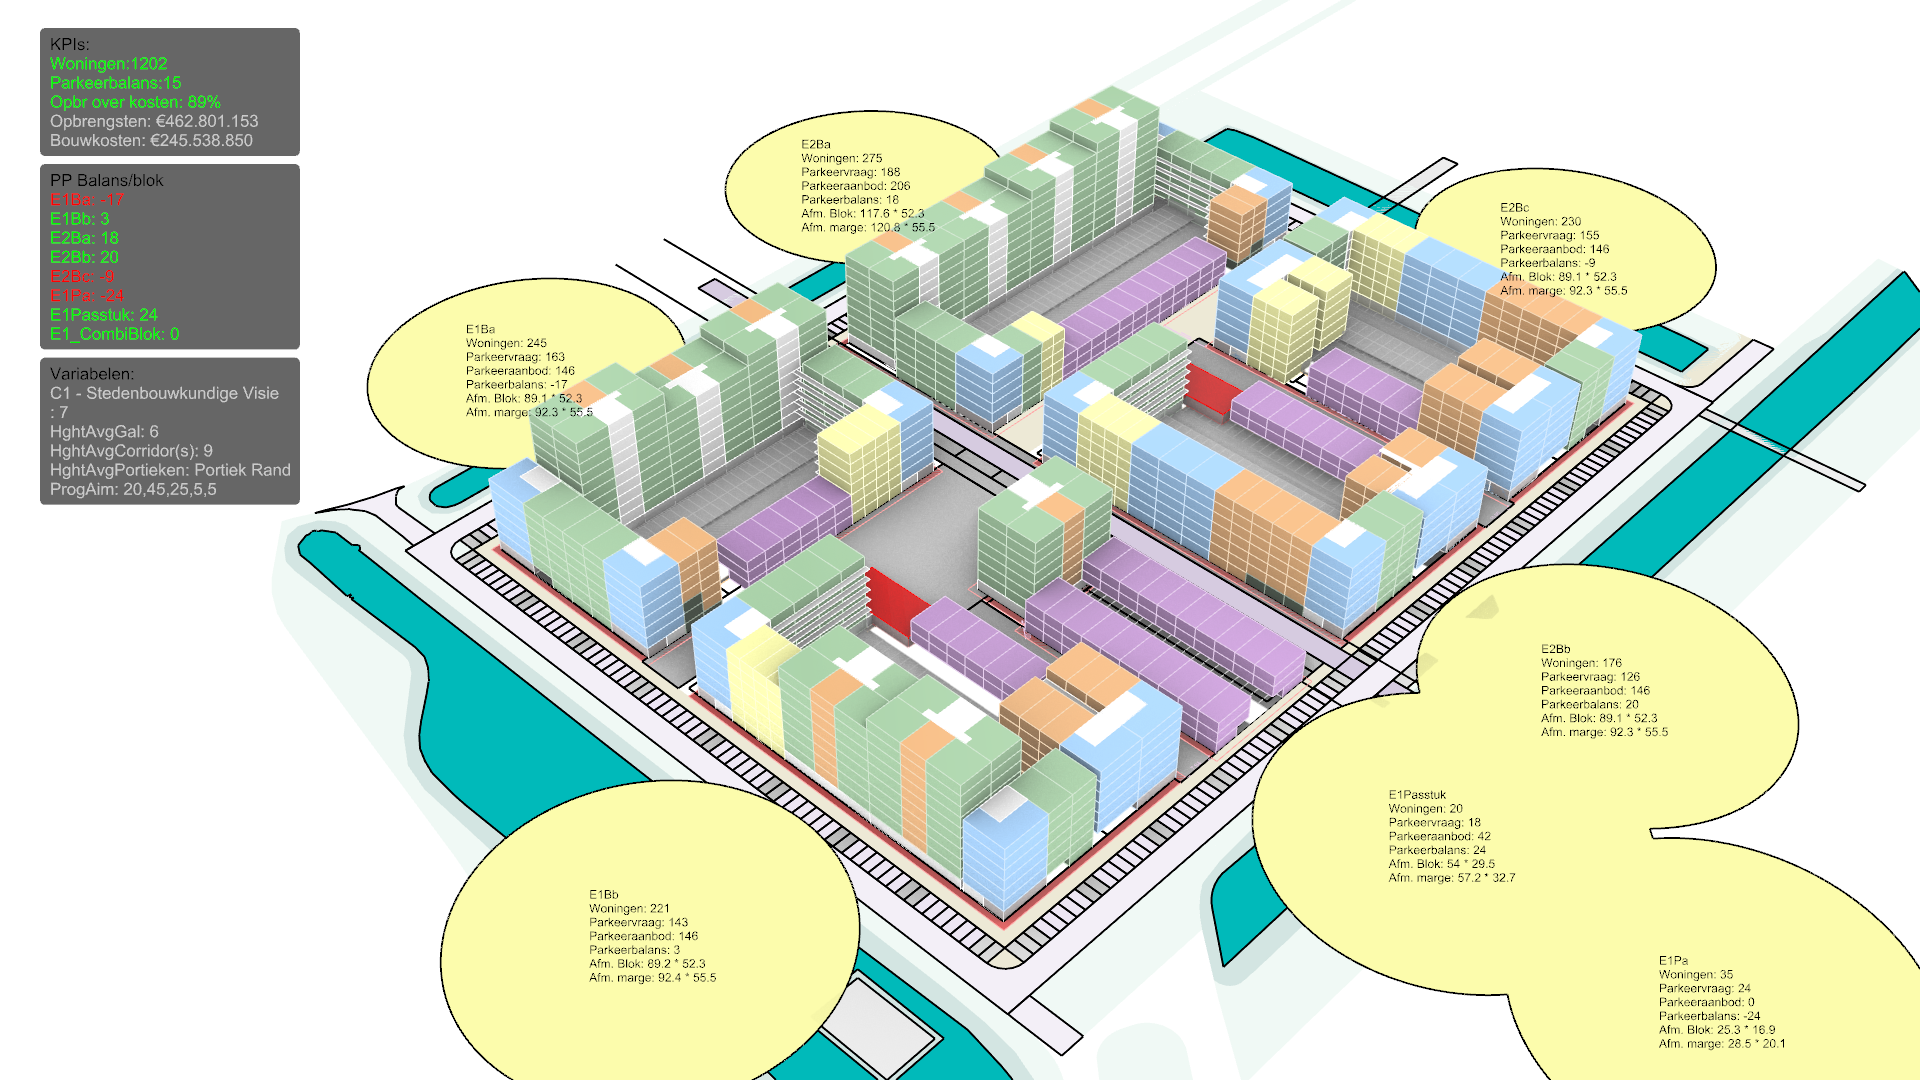 KPIs:
Woningen:1202
Parkeerbalans:15
Opbr over kosten: 89%
Opbrengsten: €462.801.153
Bouwkosten: €245.538.850
PP Balans/blok
E1Ba: -17
E1Bb: 3
E2Ba: 18
E2Bb: 20
E2Bc: -9
E1Pa: -24
E1Passtuk: 24
E1_CombiBlok: 0
Variabelen:
C1 - Stedenbouwkundige Visie
: 7
HghtAvgGal: 6
HghtAvgCorridor(s): 9
HghtAvgPortieken: Portiek Rand
ProgAim: 20,45,25,5,5
E2Ba
Woningen: 275
Parkeervraag: 188
Parkeeraanbod: 206
Parkeerbalans: 18
Afm. Blok: 117.6 * 52.3
Afm. marge: 120.8 * 55.5
E2Bc
Woningen: 230
Parkeervraag: 155
Parkeeraanbod: 146
Parkeerbalans: -9
Afm. Blok: 89.1 * 52.3
Afm. marge: 92.3 * 55.5
E1Ba
Woningen: 245
Parkeervraag: 163
Parkeeraanbod: 146
Parkeerbalans: -17
Afm. Blok: 89.1 * 52.3
Afm. marge: 92.3 * 55.5
E2Bb
Woningen: 176
Parkeervraag: 126
Parkeeraanbod: 146
Parkeerbalans: 20
Afm. Blok: 89.1 * 52.3
Afm. marge: 92.3 * 55.5
E1Passtuk
Woningen: 20
Parkeervraag: 18
Parkeeraanbod: 42
Parkeerbalans: 24
Afm. Blok: 54 * 29.5
Afm. marge: 57.2 * 32.7
E1Bb
Woningen: 221
Parkeervraag: 143
Parkeeraanbod: 146
Parkeerbalans: 3
Afm. Blok: 89.2 * 52.3
Afm. marge: 92.4 * 55.5
E1Pa
Woningen: 35
Parkeervraag: 24
Parkeeraanbod: 0
Parkeerbalans: -24
Afm. Blok: 25.3 * 16.9
Afm. marge: 28.5 * 20.1